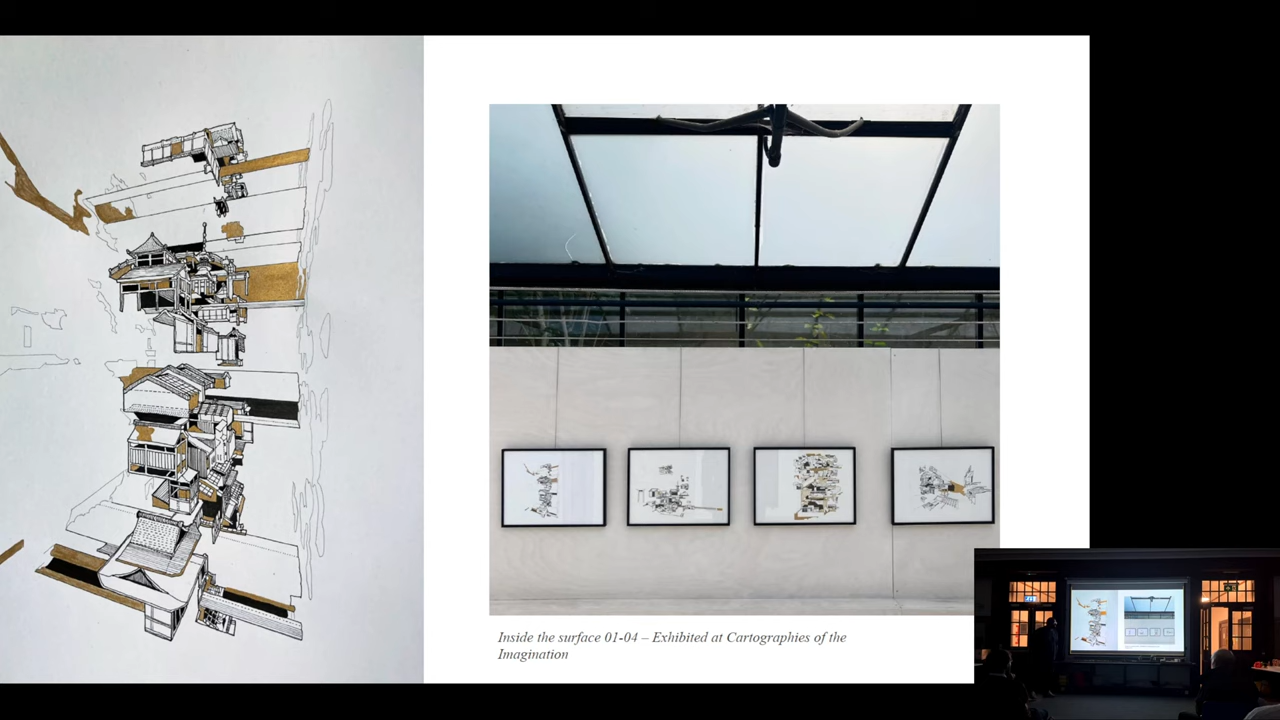 Inside the surface 01-04 – Exhibited at Cartographies of the
Imagination